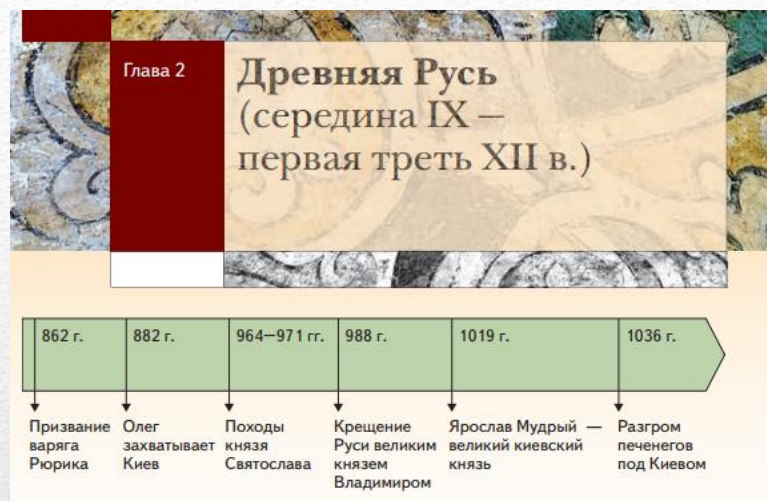 Глава 2
Древняя Русь
(середина IX —
первая треть XII в.)
862 г.
882 г.
964—971 гг.
988 г.
1019 г.
1036 г.
Призвание
варяга
Рюрика
Олег
захватывает
Киев
Походы
князя
Святослава
Крещение
Руси великим
князем
Владимиром
Ярослав Мудрый —
великий киевский
князь
Разгром
печенегов
под Киевом